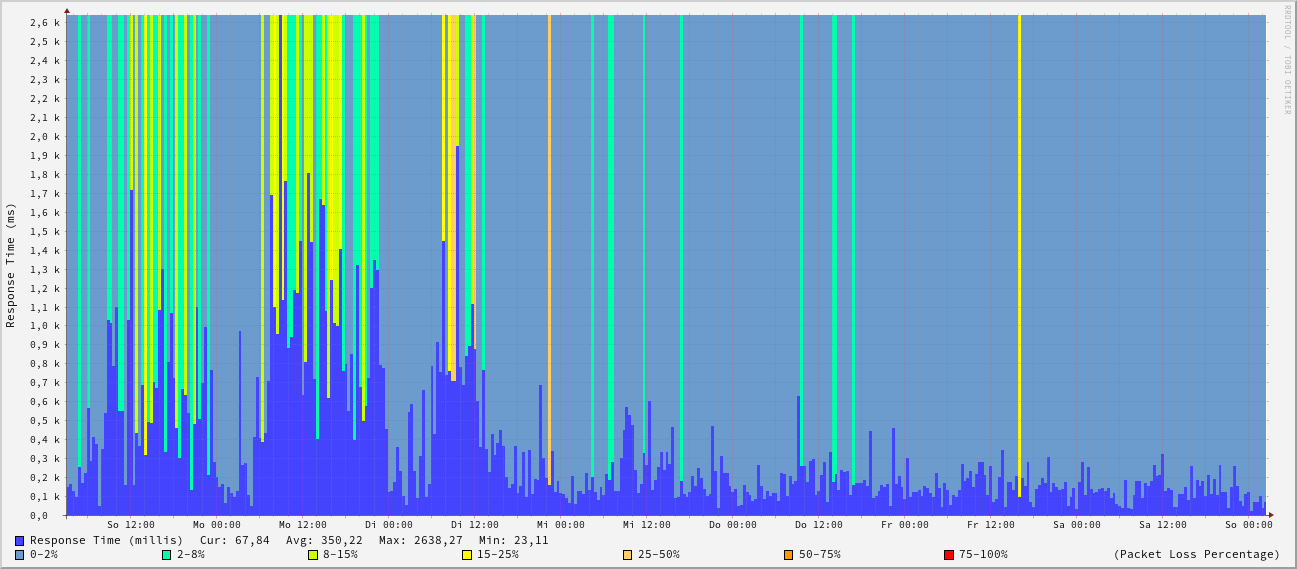 RRDTOOL / TOBI OETIKER
Response Time (ms)
2,6 k
2,5 k
2,4 k
2,3 k
2,2 k
2,1 k
2,0 k
1,9 k
1,8 k
1,7 k
1,6 k
1,5 k
1,4 k
1,3 k
1,2 k
1,1 k
1,0 k
0,9 k
0,8 k
0,7 k
0,6 k
0,5 k
0,4 k
0,3 k
0,2 k
0,1 k
0,0
So 12:00 Mo 00:00 Mo 12:00 Di 00:00 Di 12:00 Mi 00:00 Mi 12:00 Do 00:00 Do 12:00 Fr 00:00 Fr 12:00 Sa 00:00 Sa 12:00 So 00:00
Response Time (millis) Cur: 67,84 Avg: 350,22 Max: 2638,27 Min: 23,11
0-2% 2-8% 8-15% 15-25% 25-50% 50-75% 75-100% (Packet Loss Percentage)